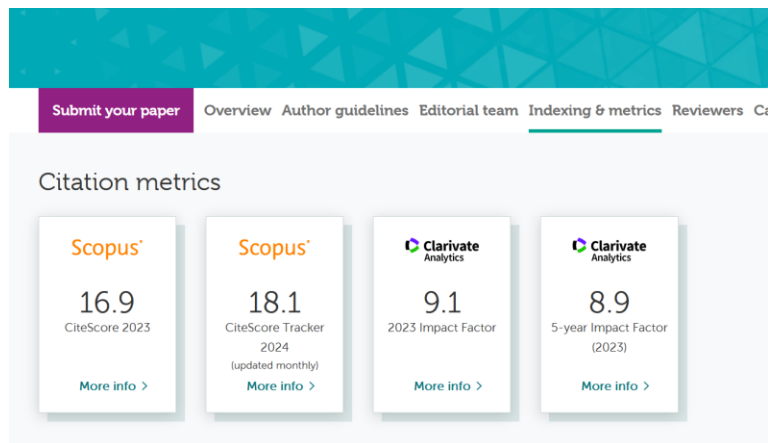 Submit your paper Overview Author guidelines Editorial team Indexing & metrics Reviewers Ca
Citation metrics
Scopus®
16.9
CiteScore 2023
More info >
Scopus®
18.1
CiteScore Tracker
2024
(updated monthly)
More info >
Clarivate
Analytics
9.1
2023 Impact Factor
More info >
Clarivate
Analytics
8.9
5-year Impact Factor
(2023)
More info >